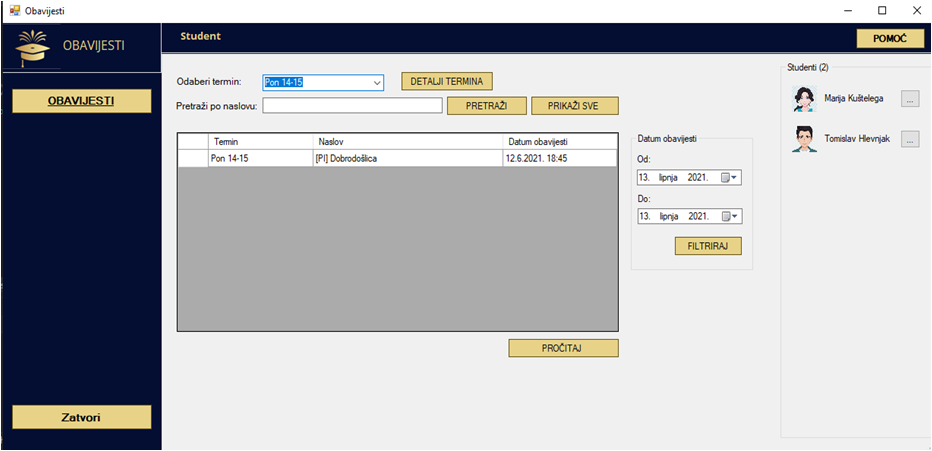 Obavijesti
OBAVIJESTI
Student
POMOĆ
OBAVIJESTI
Zatvori
Odaberi termin:
Pon 14-15
DETALJI TERMINA
Pretraži po naslovu:
PRETRAŽI
PRIKAŽI SVE
Termin Naslov Datum obavijesti
Pon 14-15 [PI] Dobrodošlica 12.6.2021. 18:45
PROČITAJ
Datum obavijesti
Od:
13. lipnja 2021.
Do:
13. lipnja 2021.
FILTRIRAJ
Studenti (2)
Marija Kuštelega ...
Tomislav Hlevnjak ...